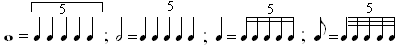 𝅝 = 5 ♩ ♩ ♩ ♩ ♩ ; 𝅗𝅥 = 5 ♩ ♩ ♩ ♩ ♩ ; ♩ = 5 ; ♪ = 5